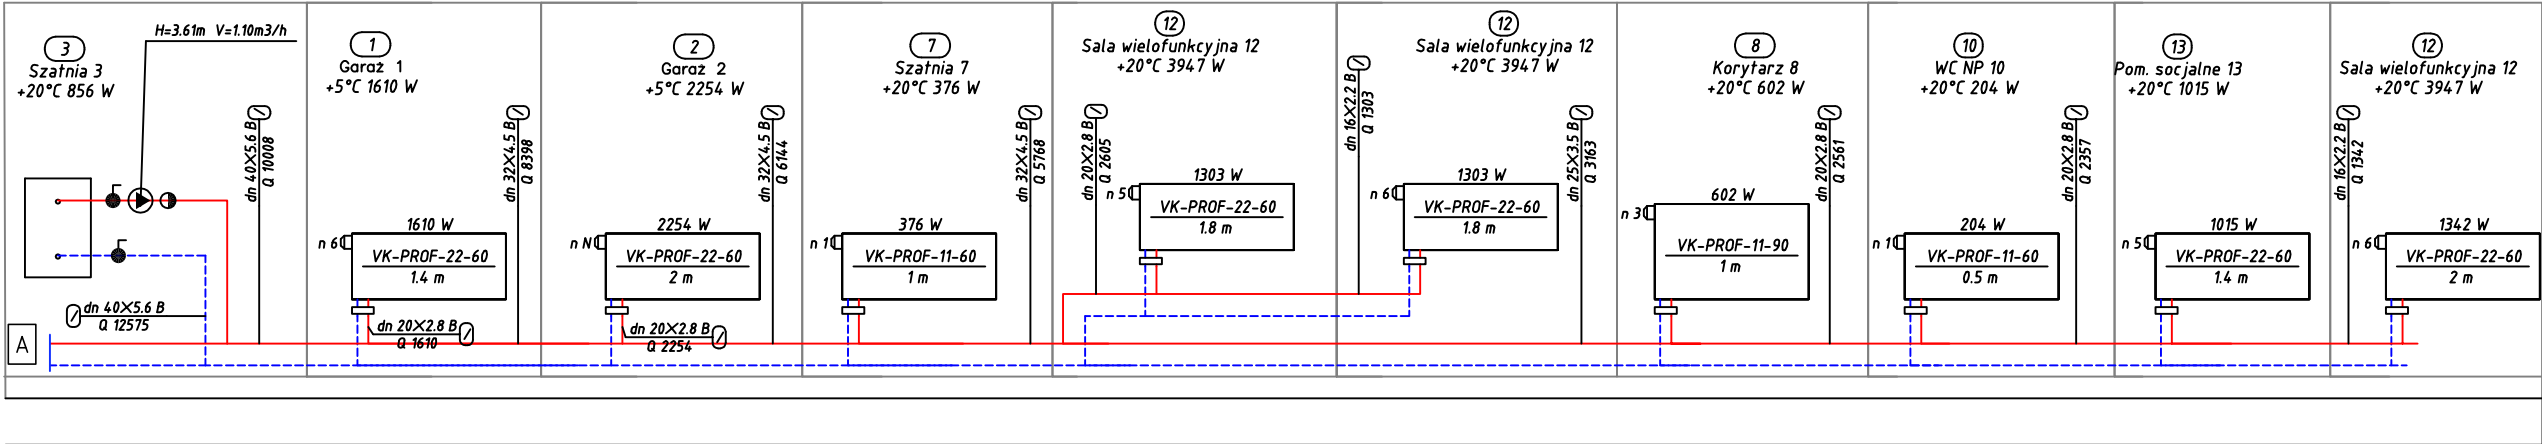 H=3.61m V=1.10m3/h
3
Szatnia 3
+20°C 856 W
dn 40X5.6 B
Q 10008
dn 40X5.6 B
Q 12575
A
1
Garaż 1
+5°C 1610 W
dn 32X4.5 B
Q 8398
1610 W
n 6
VK-PROF-22-60
1.4 m
dn 20X2.8 B
Q 1610
2
Garaż 2
+5°C 2254 W
dn 32X4.5 B
Q 6144
2254 W
n N
VK-PROF-22-60
2 m
dn 20X2.8 B
Q 2254
7
Szatnia 7
+20°C 376 W
dn 32X4.5 B
Q 5768
376 W
n 1
VK-PROF-11-60
1 m
12
Sala wielofunkcyjna 12
+20°C 3947 W
dn 20X2.8 B
Q 2605
1303 W
n 5
VK-PROF-22-60
1.8 m
12
Sala wielofunkcyjna 12
+20°C 3947 W
dn 16X2.2 B
Q 1303
dn 25X3.5 B
Q 3163
1303 W
n 6
VK-PROF-22-60
1.8 m
8
Korytarz 8
+20°C 602 W
dn 20X2.8 B
Q 2561
602 W
n 3
VK-PROF-11-90
1 m
10
WC NP 10
+20°C 204 W
dn 20X2.8 B
Q 2357
204 W
n 1
VK-PROF-11-60
0.5 m
13
Pom. socjalne 13
+20°C 1015 W
1015 W
n 5
VK-PROF-22-60
1.4 m
12
Sala wielofunkcyjna 12
+20°C 3947 W
dn 16X2.2 B
Q 1342
1342 W
n 6
VK-PROF-22-60
2 m